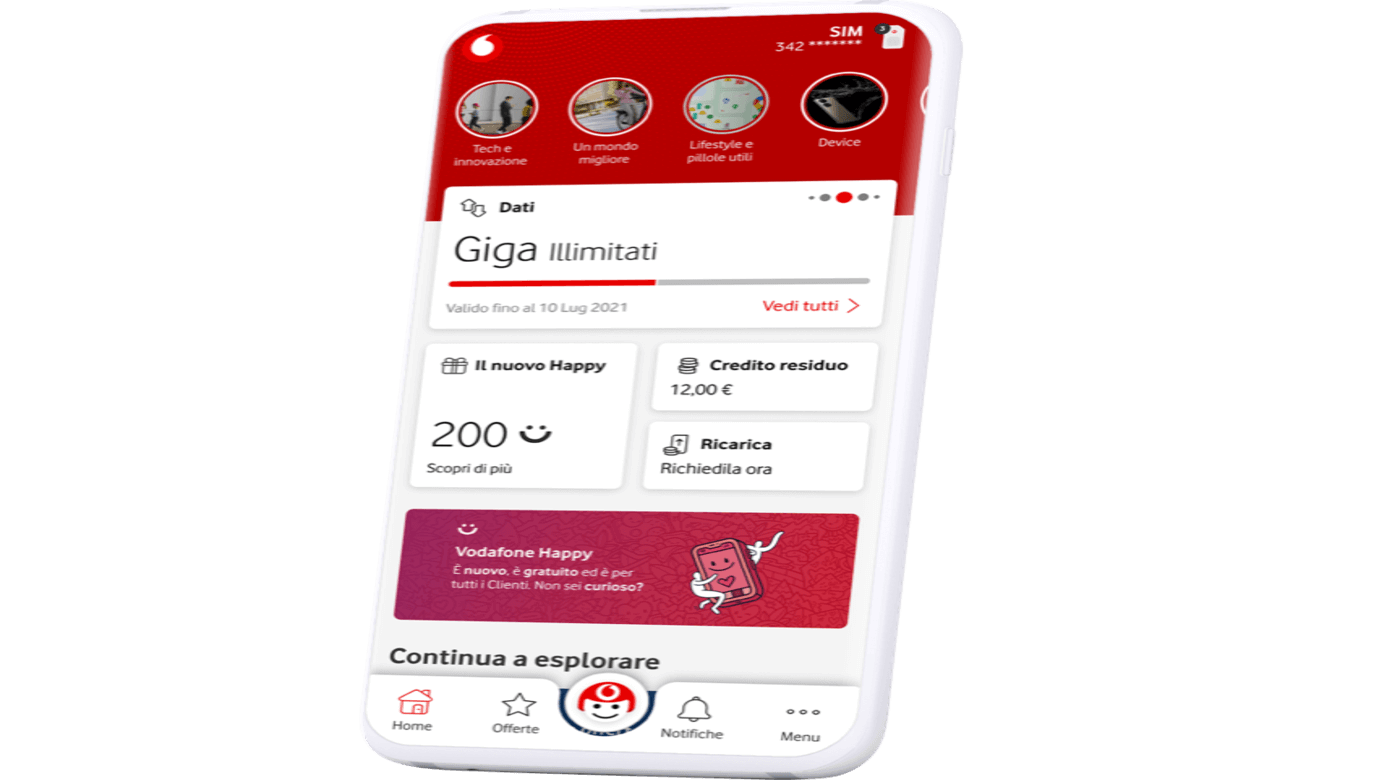 SIM
342 *******
3
Tech e
innovazione
Un mondo
migliore
Lifestyle e
pillole utili
Device
Dati
Giga Illimitati
Valido fino al 10 Lug 2021
Vedi tutti
Il nuovo Happy
200
Scopri di più
Credito residuo
12,00 €
Ricarica
Richiedila ora
Vodafone Happy
È nuovo, è gratuito ed è per
tutti i Clienti. Non sei curioso?
Continua a esplorare
Home
Offerte
Notifiche
Menu